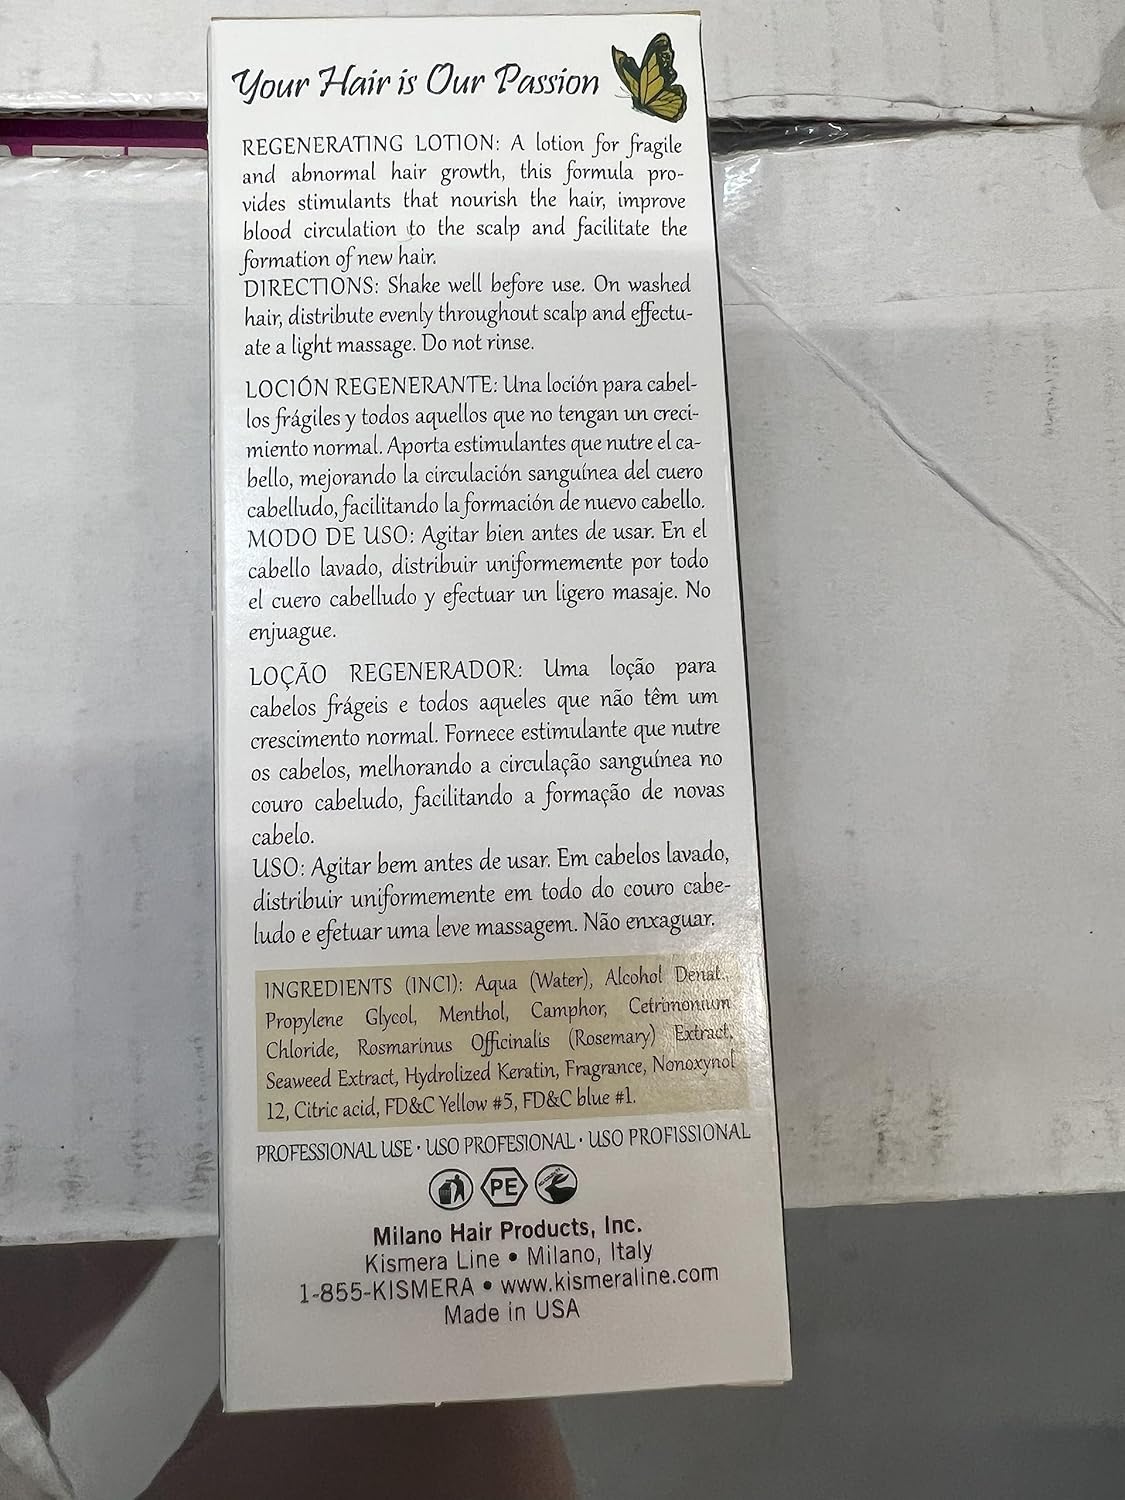 Your Hair is Our Passion
REGENERATING LOTION: A lotion for fragile
and abnormal hair growth, this formula pro-
vides stimulants that nourish the hair, improve
blood circulation to the scalp and facilitate the
formation of new hair.
DIRECTIONS: Shake well before use. On washed
hair, distribute evenly throughout scalp and effectu-
ate a light massage. Do not rinse.
LOCIÓN REGENERANTE: Una loción para cabel-
los frágiles y todos aquellos que no tengan un creci-
miento normal. Aporta estimulantes que nutre el ca-
bello, mejorando la circulación sanguínea del cuero
cabelludo, facilitando la formación de nuevo cabello.
MODO DE USO: Agitar bien antes de usar. En el
cabello lavado, distribuir uniformemente por todo
el cuero cabelludo y efectuar un ligero masaje. No
enjuague.
LOÇÃO REGENERADOR: Uma loção para
cabelos frágeis e todos aqueles que não têm um
crescimento normal. Fornece estimulante que nutre
os cabelos, melhorando a circulação sanguínea no
couro cabeludo, facilitando a formação de novas
cabelo.
USO: Agitar bem antes de usar. Em cabelos lavado,
distribuir uniformemente em todo do couro cabe-
ludo e efetuar uma leve massagem. Não enxaguar.
INGREDIENTS (INCI): Aqua (Water), Alcohol Denat.,
Propylene Glycol, Menthol, Camphor, Cetrimonium
Chloride, Rosmarinus Officinalis (Rosemary) Extract,
Seaweed Extract, Hydrolized Keratin, Fragrance, Nonoxynol
12, Citric acid, FD&C Yellow #5, FD&C blue #1.
PROFESSIONAL USE · USO PROFESIONAL · USO PROFISSIONAL
PE
Milano Hair Products, Inc.
Kismera Line • Milano, Italy
1-855-KISMERA • www.kismeraline.com
Made in USA